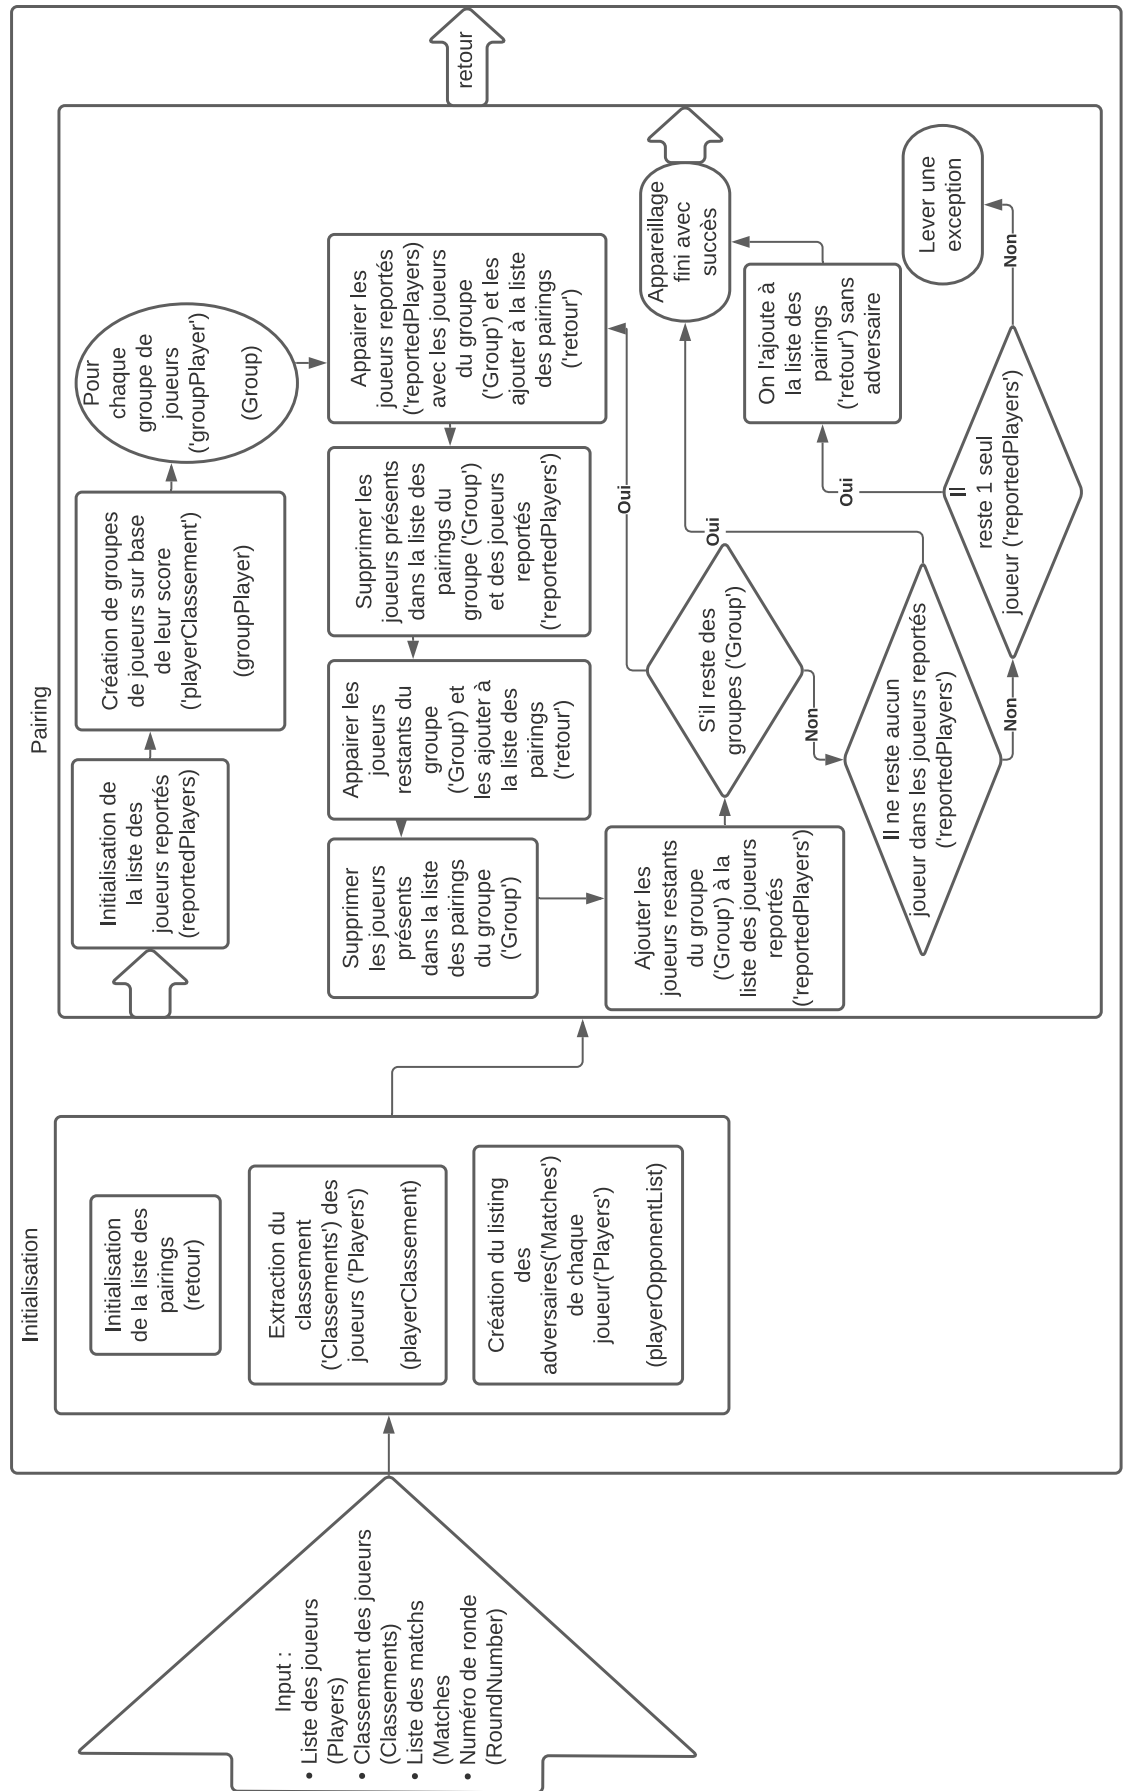 Input :
• Liste des joueurs
(Players)
• Classement des joueurs
(Classements)
• Liste des matchs
(Matches
• Numéro de ronde
(RoundNumber)
Initialisation
Initialisation
de la liste des
pairings
(retour)
Extraction du
classement
('Classements') des
joueurs ('Players')
(playerClassement)
Création du listing
des
adversaires('Matches')
de chaque
joueur('Players')
(playerOpponentList)
Pairing
Initialisation de
la liste des
joueurs reportés
(reportedPlayers)
Création de groupes
de joueurs sur base
de leur score
('playerClassement')
(groupPlayer)
Pour
chaque
groupe de
joueurs
('groupPlayer')
(Group)
Appairer les
joueurs reportés
('reportedPlayers)
avec les joueurs
du groupe
('Group') et les
ajouter à la liste
des pairings
('retour')
Supprimer les
joueurs présents
dans la liste des
pairings du
groupe ('Group')
et des joueurs
reportés
('reportedPlayers')
Appairer les
joueurs
restants du
groupe
('Group') et
les ajouter à
la liste des
pairings
('retour')
Supprimer
les joueurs
présents
dans la liste
des pairings
du groupe
('Group')
Ajouter les
joueurs restants
du groupe
('Group') à la
liste des joueurs
reportés
('reportedPlayers')
S'il reste des
groupes ('Group')
Oui
Non
Il ne reste aucun
joueur dans les joueurs reportés
('reportedPlayers')
Oui
Non
Il
reste 1 seul
joueur ('reportedPlayers')
Oui
Non
On l'ajoute à
la liste des
pairings
('retour') sans
adversaire
Appareillage
fini avec
succès
Lever une
exception
retour